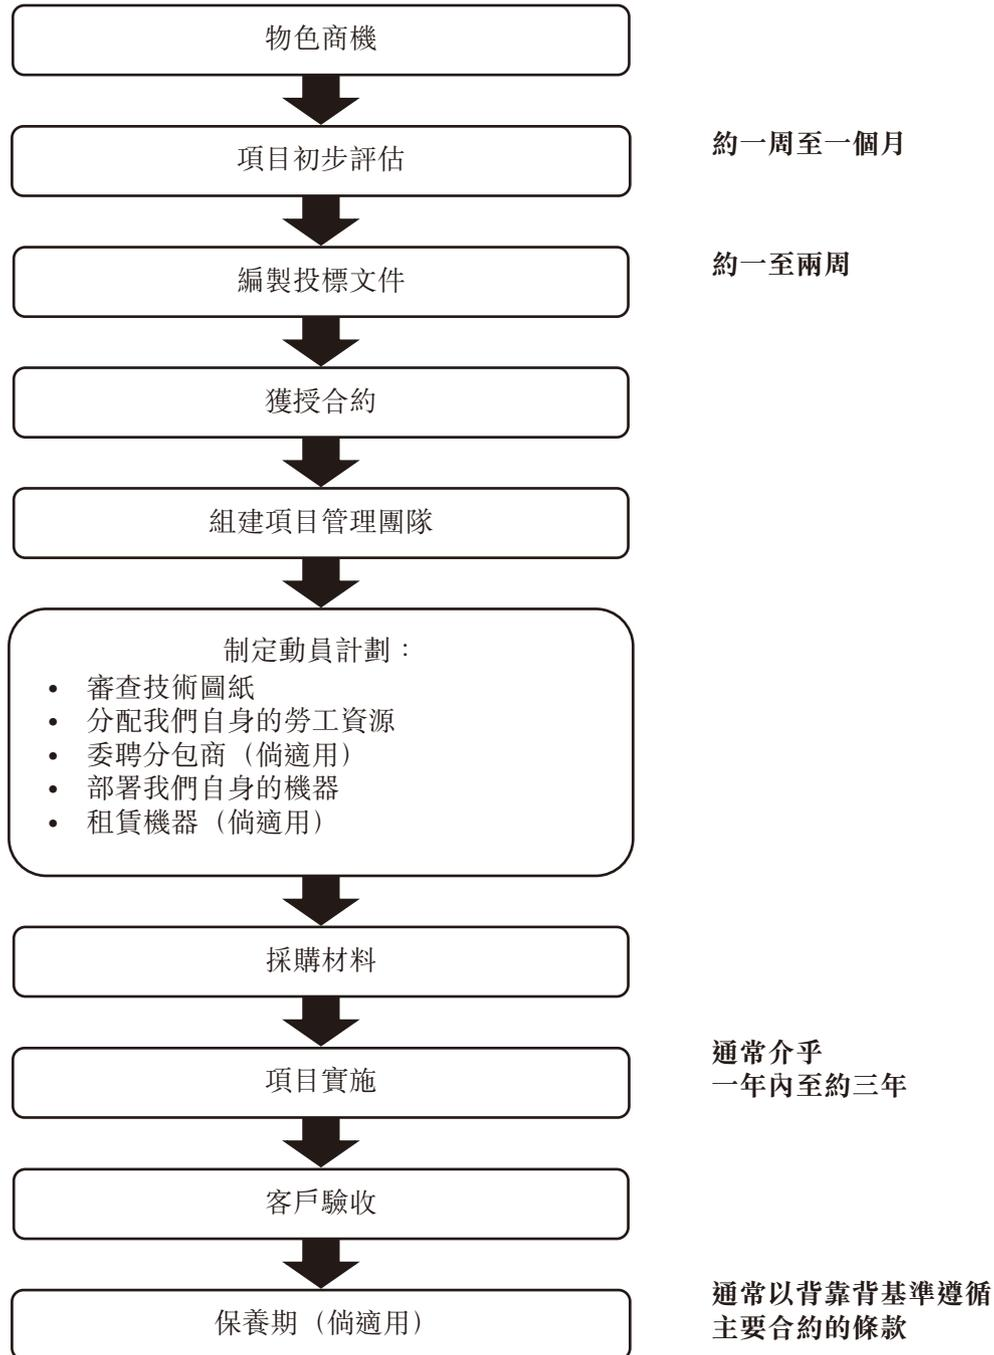 物色商機
項目初步評估
約一周至一個月
編製投標文件
約一至兩周
獲授合約
組建項目管理團隊
制定動員計劃：
• 審查技術圖紙
• 分配我們自身的勞工資源
• 委聘分包商（倘適用）
• 部署我們自身的機器
• 租賃機器（倘適用）
採購材料
項目實施
通常介乎
一年內至約三年
客戶驗收
保養期（倘適用）
通常以背靠背基準遵循
主要合約的條款